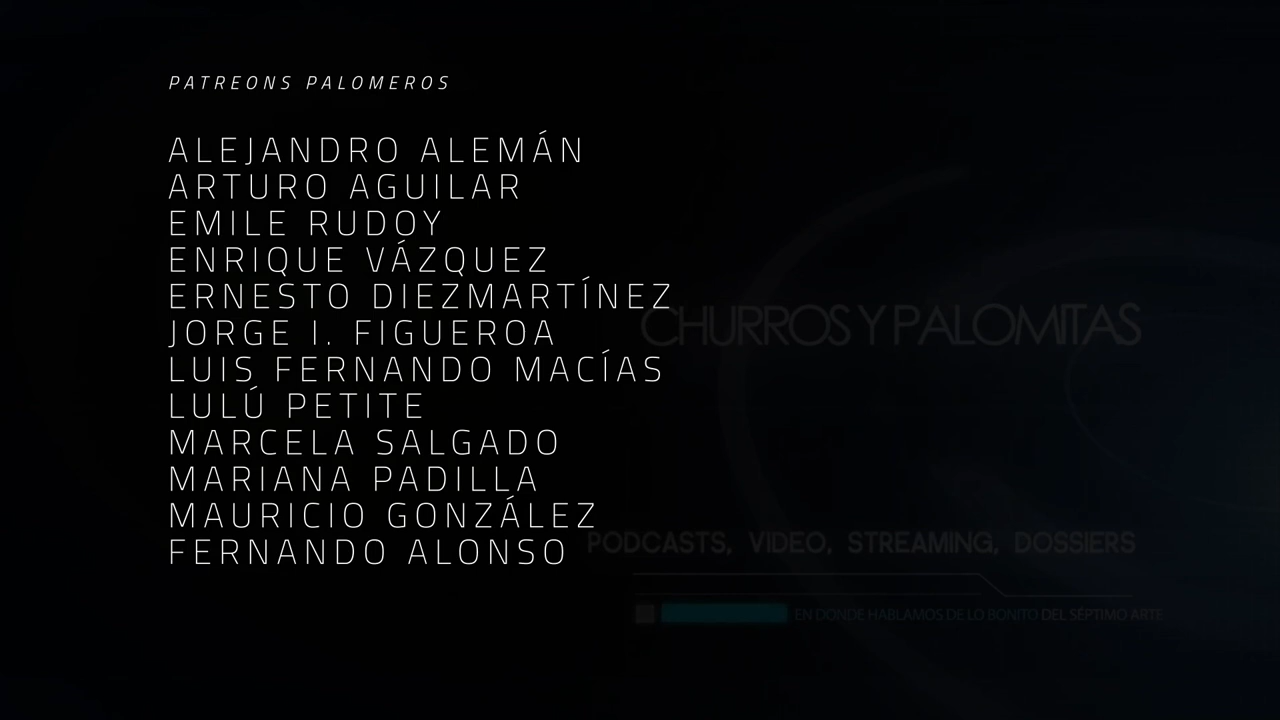 PATREONS PALOMEROS
ALEJANDRO ALEMÁN
ARTURO AGUILAR
EMILE RUDOY
ENRIQUE VÁZQUEZ
ERNESTO DIEZMARTÍNEZ
JORGE I. FIGUEROA
LUIS FERNANDO MACÍAS
LULÚ PETITE
MARCELA SALGADO
MARIANA PADILLA
MAURICIO GONZÁLEZ
FERNANDO ALONSO
CHURROS Y PALOMITAS
PODCASTS, VIDEO, STREAMING, DOSSIERS
EN DONDE HABLAMOS DE LO BONITO DEL SÉPTIMO ARTE